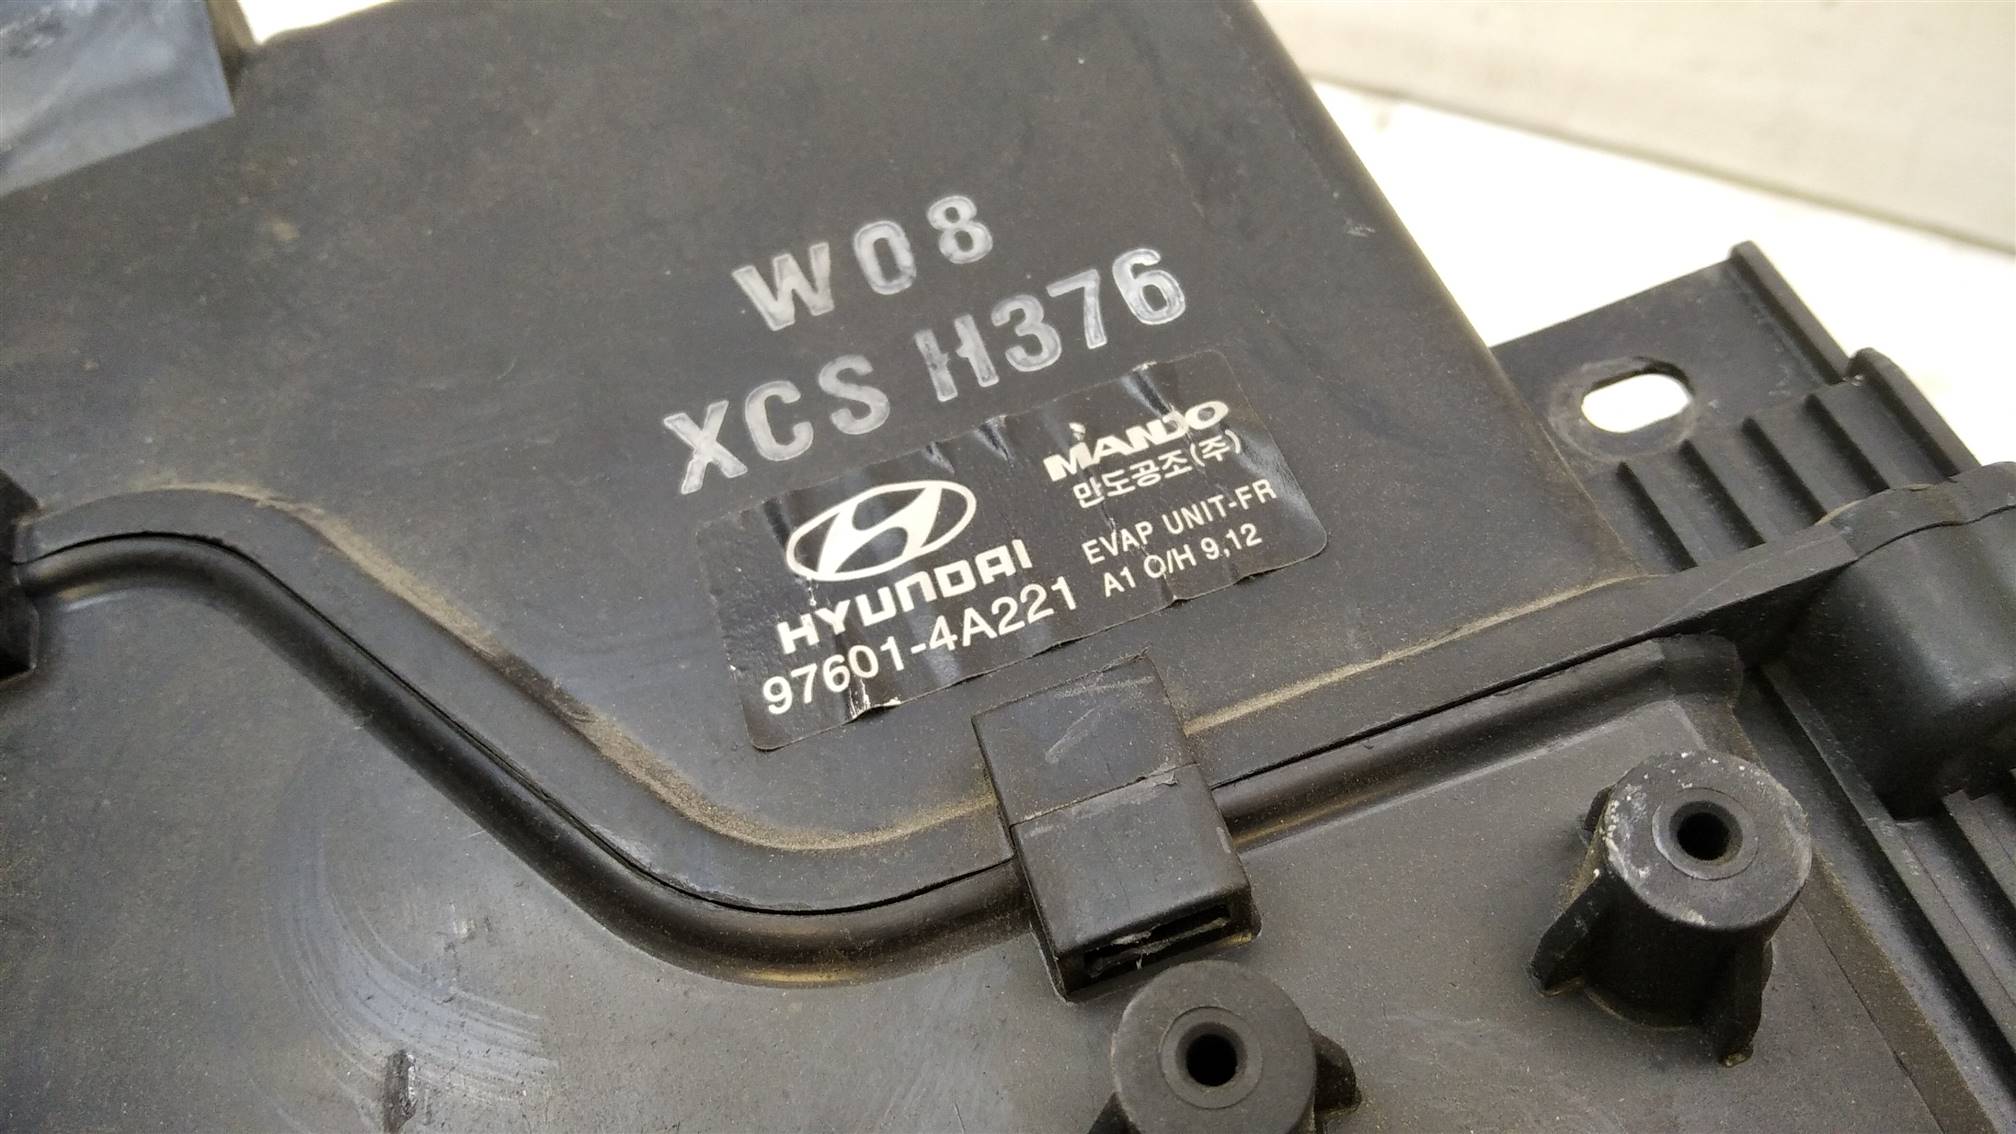 W08
XCS H376
MANDO
만도공조(주)
HYUNDAI
EVAP UNIT-FR
97601-4A221
A1 O/H 9,12